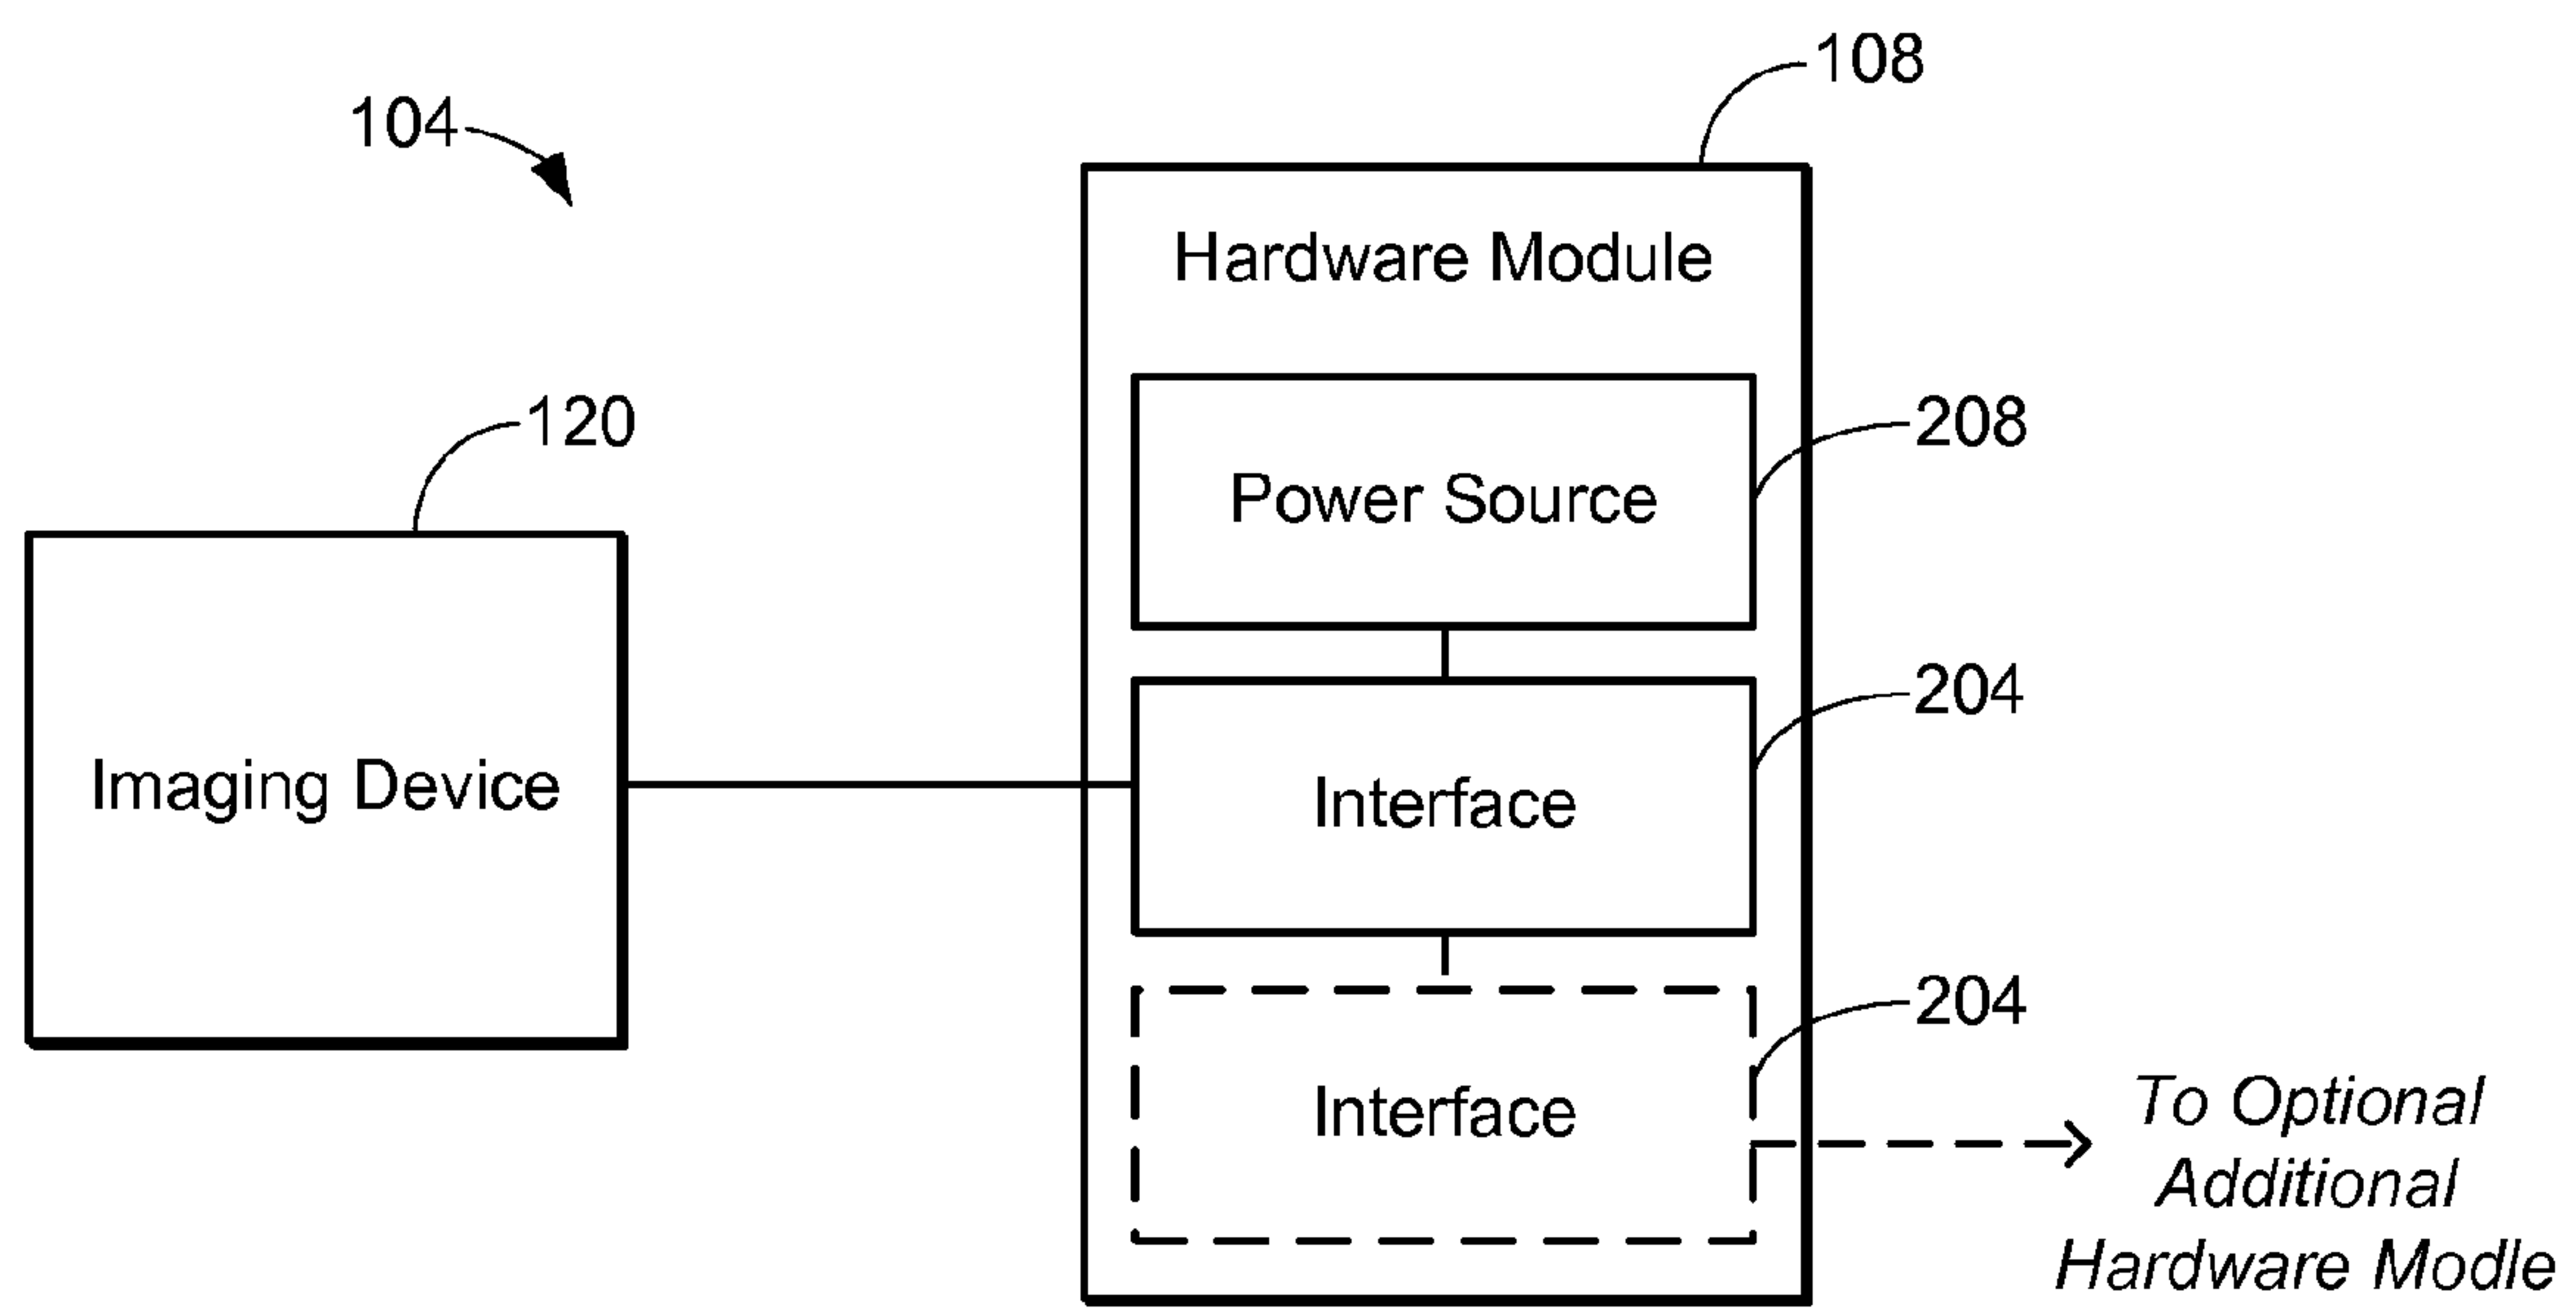 108
104
Hardware Module
120
208
Power Source
204
Imaging Device
Interface
204
Interface
To Optional
Additional
Hardware Modle